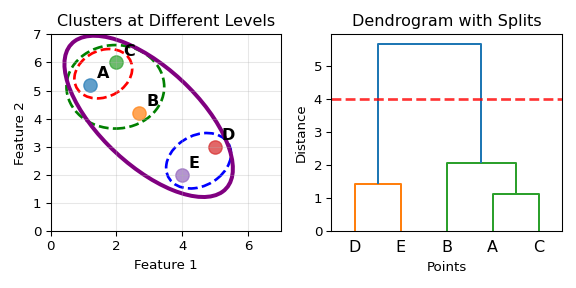 Clusters at Different Levels
7
6
5
4
3
2
1
0
0 2 4 6
Feature 2
Feature 1
A
C
B
D
E
Dendrogram with Splits
5
4
3
2
1
0
Distance
D E B A C
Points